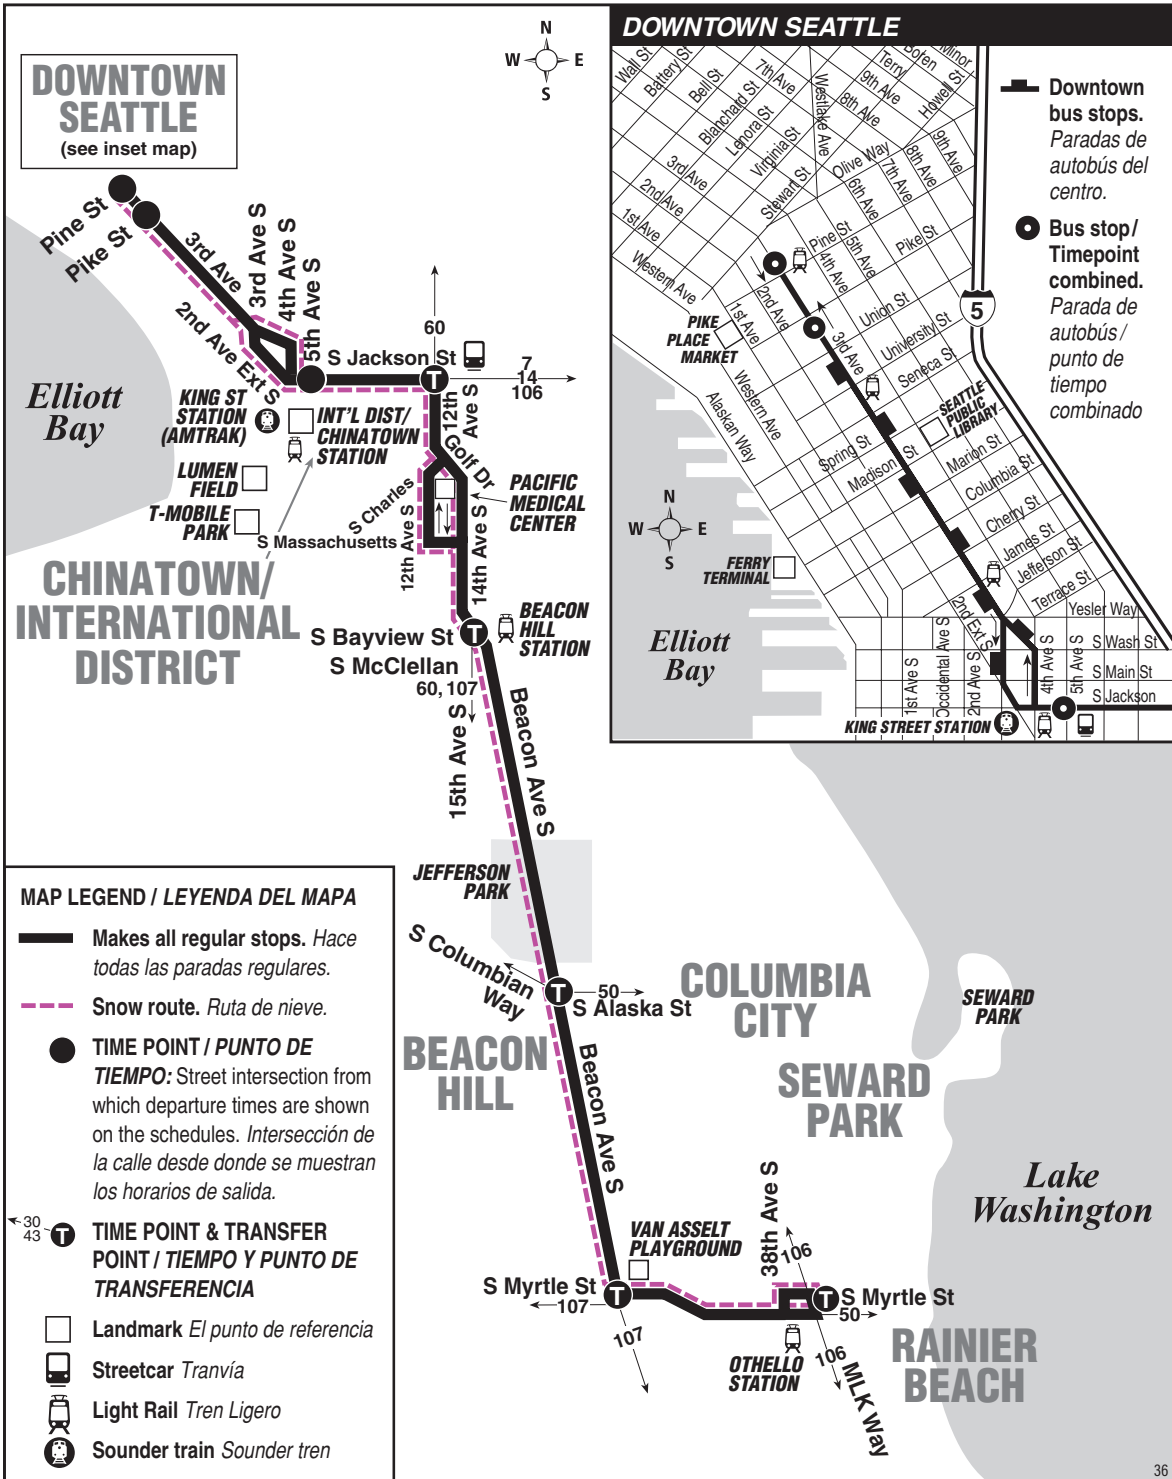 DOWNTOWN
SEATTLE
(see inset map)
N
W
E
S
Pine St
Pike St
3rd Ave
2nd Ave Ext S
3rd Ave S
4th Ave S
5th Ave S
60
S Jackson St
7
14
106
Elliott
Bay
KING ST
STATION
(AMTRAK)
INT'L DIST/
CHINATOWN
STATION
12th
Ave S
Golf Dr
LUMEN
FIELD
T-MOBILE
PARK
S Charles
S Massachusetts
12th Ave S
14th Ave S
PACIFIC
MEDICAL
CENTER
CHINATOWN/
INTERNATIONAL
DISTRICT
T
BEACON
HILL
STATION
S Bayview St
S McClellan
T
60, 107
15th Ave S
Beacon Ave S
JEFFERSON
PARK
S Columbian
Way
T
50
S Alaska St
COLUMBIA
CITY
BEACON
HILL
Beacon Ave S
SEWARD
PARK
SEWARD
PARK
Lake
Washington
VAN ASSELT
PLAYGROUND
38th Ave S
106
S Myrtle St
T
107
107
T
S Myrtle St
50
OTHELLO
STATION
106
MLK Way
RAINIER
BEACH
36
DOWNTOWN SEATTLE
Wall St
Battery St
Bell St
Blanchard St
Lenora St
Virginia St
Stewart St
7th Ave
Westlake Ave
8th Ave
9th Ave
Terry
Boren
Minor
Howell St
Olive Way
9th Ave
8th Ave
7th Ave
6th Ave
5th Ave
4th Ave
3rd Ave
2nd Ave
1st Ave
Western Ave
Pine St
Pike St
Union St
University St
Seneca St
2nd Ave
1st Ave
3rd Ave
Western Ave
Alaskan Way
PIKE
PLACE
MARKET
SEATTLE
PUBLIC
LIBRARY
Spring St
Madison St
Marion St
Columbia St
Cherry St
James St
Jefferson St
Terrace St
Yesler Way
S Wash St
S Main St
S Jackson
N
W
E
S
FERRY
TERMINAL
Elliott
Bay
2nd Ext S
1st Ave S
Occidental Ave S
2nd Ave S
4th Ave S
5th Ave S
KING STREET STATION
5
Downtown
bus stops.
Paradas de
autobús del
centro.
Bus stop/
Timepoint
combined.
Parada de
autobús/
punto de
tiempo
combinado
MAP LEGEND / LEYENDA DEL MAPA
Makes all regular stops. Hace
todas las paradas regulares.
Snow route. Ruta de nieve.
TIME POINT / PUNTO DE
TIEMPO: Street intersection from
which departure times are shown
on the schedules. Intersección de
la calle desde donde se muestran
los horarios de salida.
30
43
T
TIME POINT & TRANSFER
POINT / TIEMPO Y PUNTO DE
TRANSFERENCIA
Landmark El punto de referencia
Streetcar Tranvía
Light Rail Tren Ligero
Sounder train Sounder tren